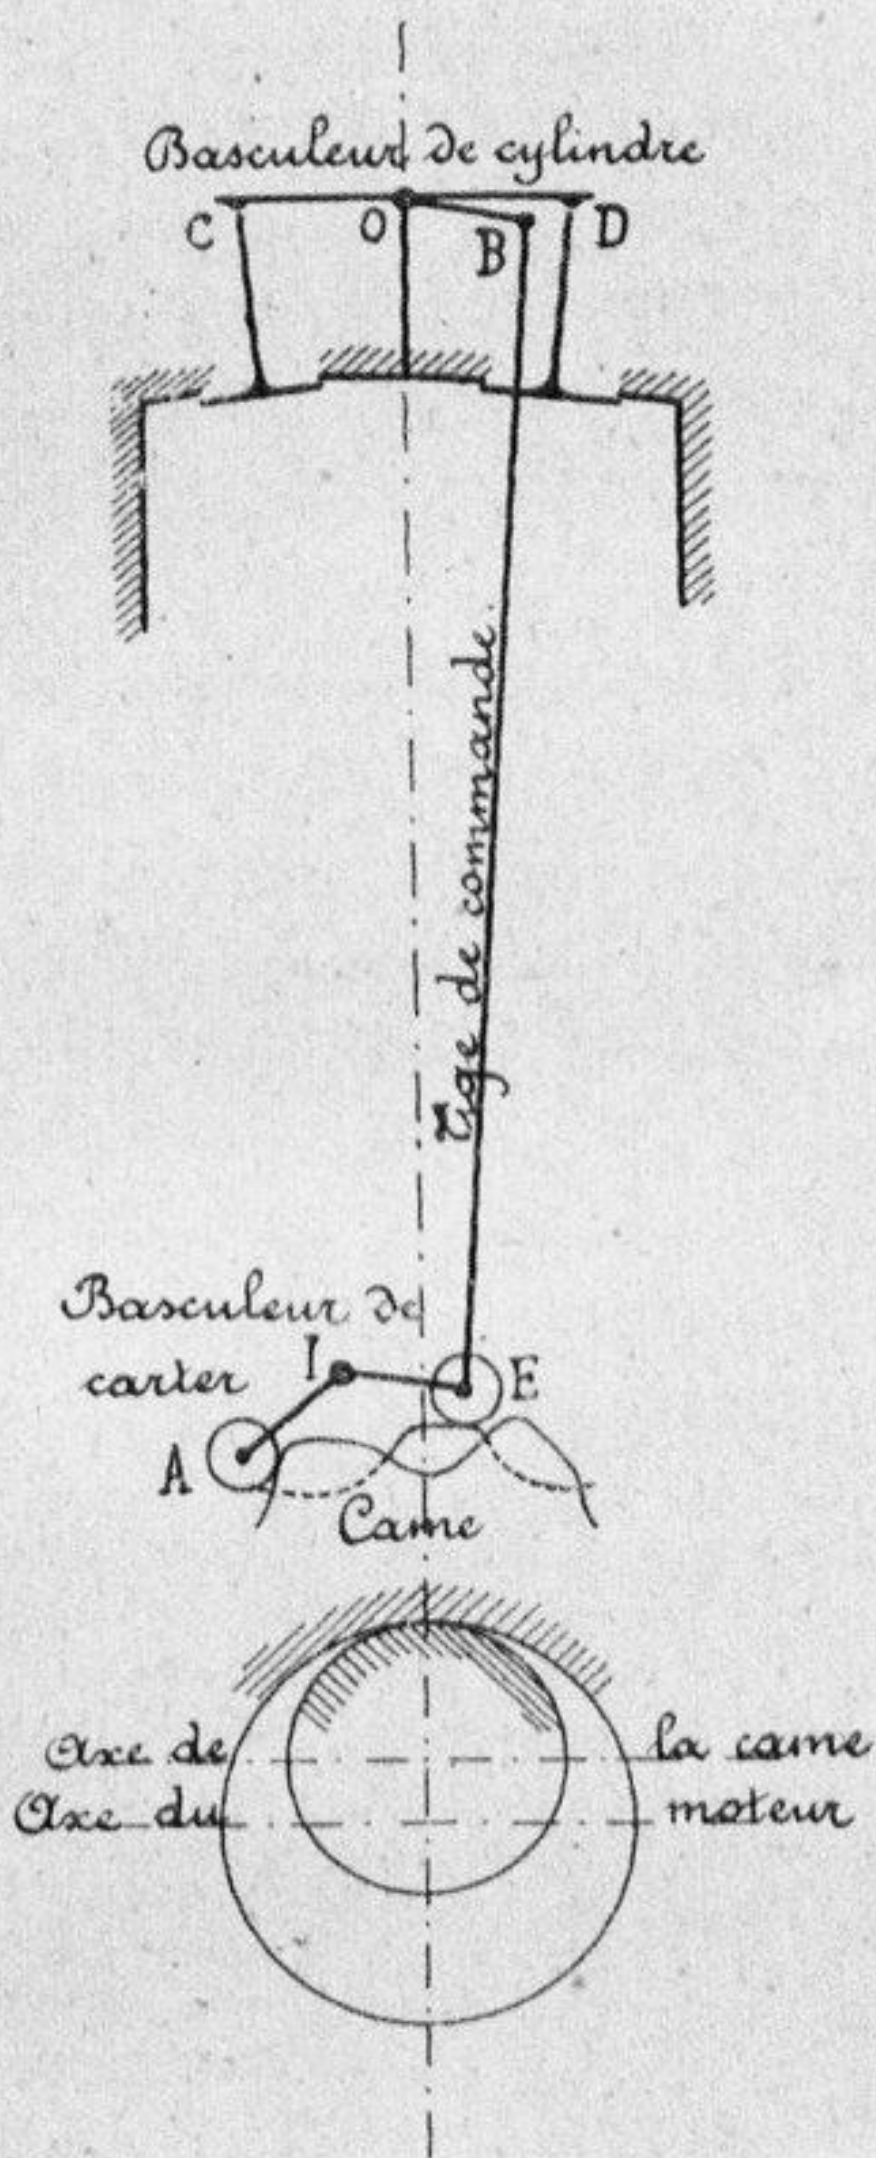 Basculeur de cylindre
C O B D
Tige de commande.
Basculeur de
carter I E
A
Came
Axe de la came
Axe du moteur